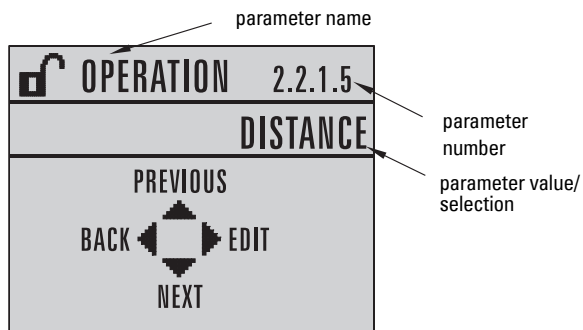 parameter name
OPERATION 2.2.1.5
DISTANCE
parameter
number
parameter value/
selection
PREVIOUS
BACK EDIT
NEXT